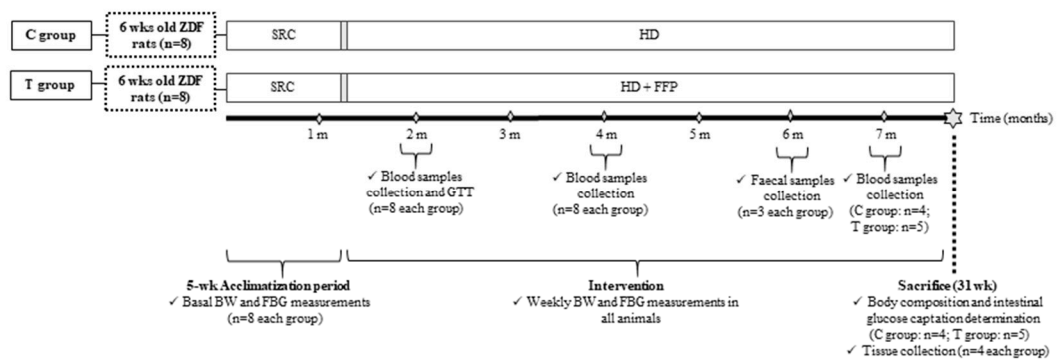 C group
6 wks old ZDF
rats (n=8)
SRC
HD
T group
6 wks old ZDF
rats (n=8)
SRC
HD + FFP
Time (months)
1 m
2 m
3 m
4 m
5 m
6 m
7 m
✓ Blood samples
collection and GTT
(n=8 each group)
✓ Blood samples
collection
(n=8 each group)
✓ Faecal samples
collection
(n=3 each group)
✓ Blood samples
collection
(C group: n=4;
T group: n=5)
5-wk Acclimatization period
✓ Basal BW and FBG measurements
(n=8 each group)
Intervention
✓ Weekly BW and FBG measurements in
all animals
Sacrifice (31 wk)
✓ Body composition and intestinal
glucose captation determination
(C group: n=4; T group: n=5)
✓ Tissue collection (n=4 each group)